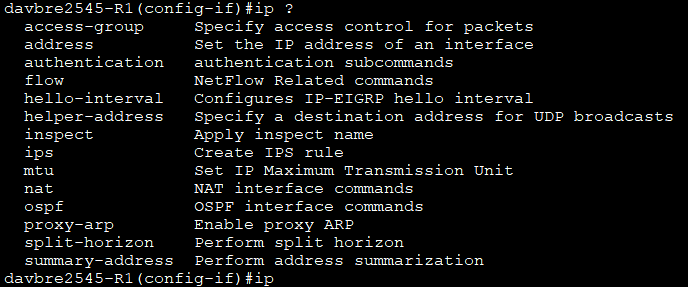 davbre2545-R1(config-if)#ip ?
access-group Specify access control for packets
address Set the IP address of an interface
authentication authentication subcommands
flow NetFlow Related commands
hello-interval Configures IP-EIGRP hello interval
helper-address Specify a destination address for UDP broadcasts
inspect Apply inspect name
ips Create IPS rule
mtu Set IP Maximum Transmission Unit
nat NAT interface commands
ospf OSPF interface commands
proxy-arp Enable proxy ARP
split-horizon Perform split horizon
summary-address Perform address summarization
davbre2545-R1(config-if)#ip